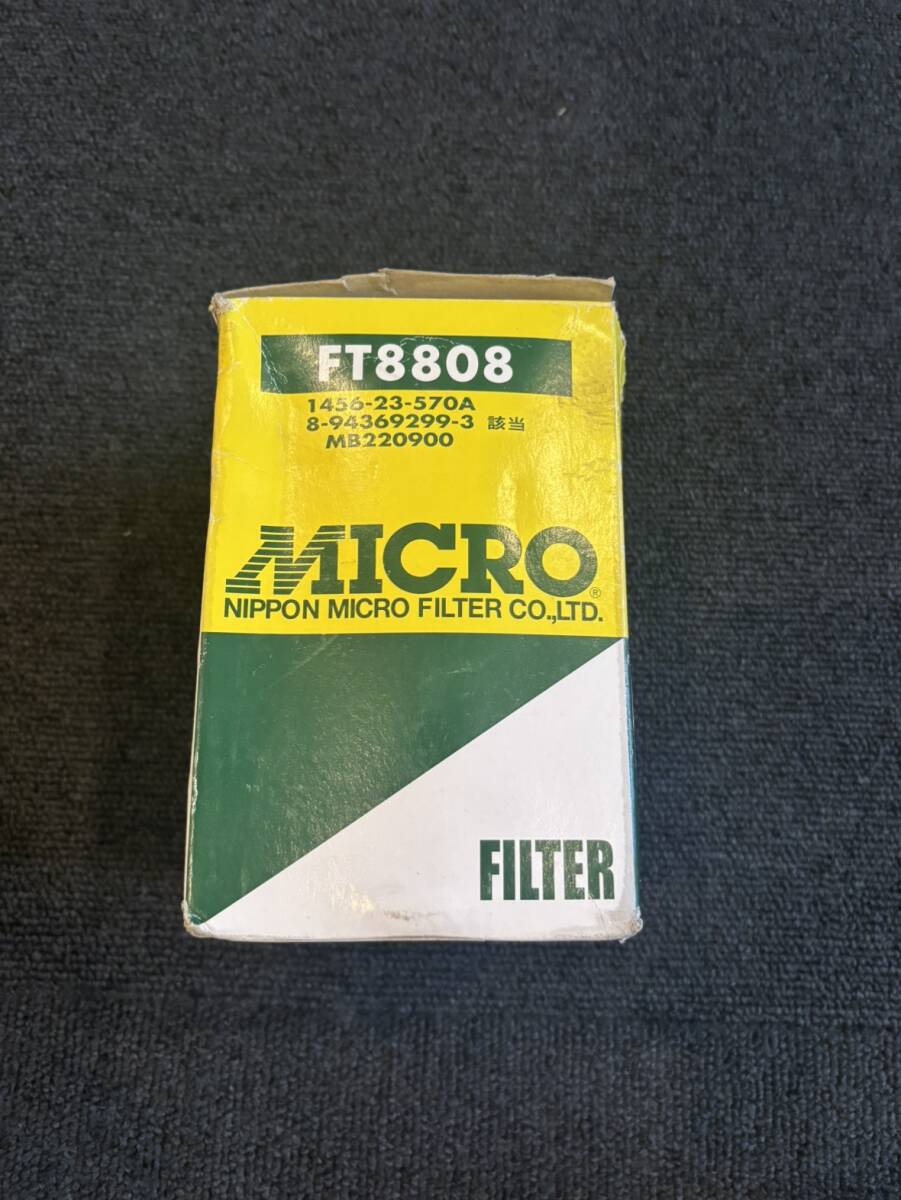 FT8808
1456-23-570A
8-94369299-3 該当
MB220900
MICRO®
NIPPON MICRO FILTER CO.,LTD.
FILTER